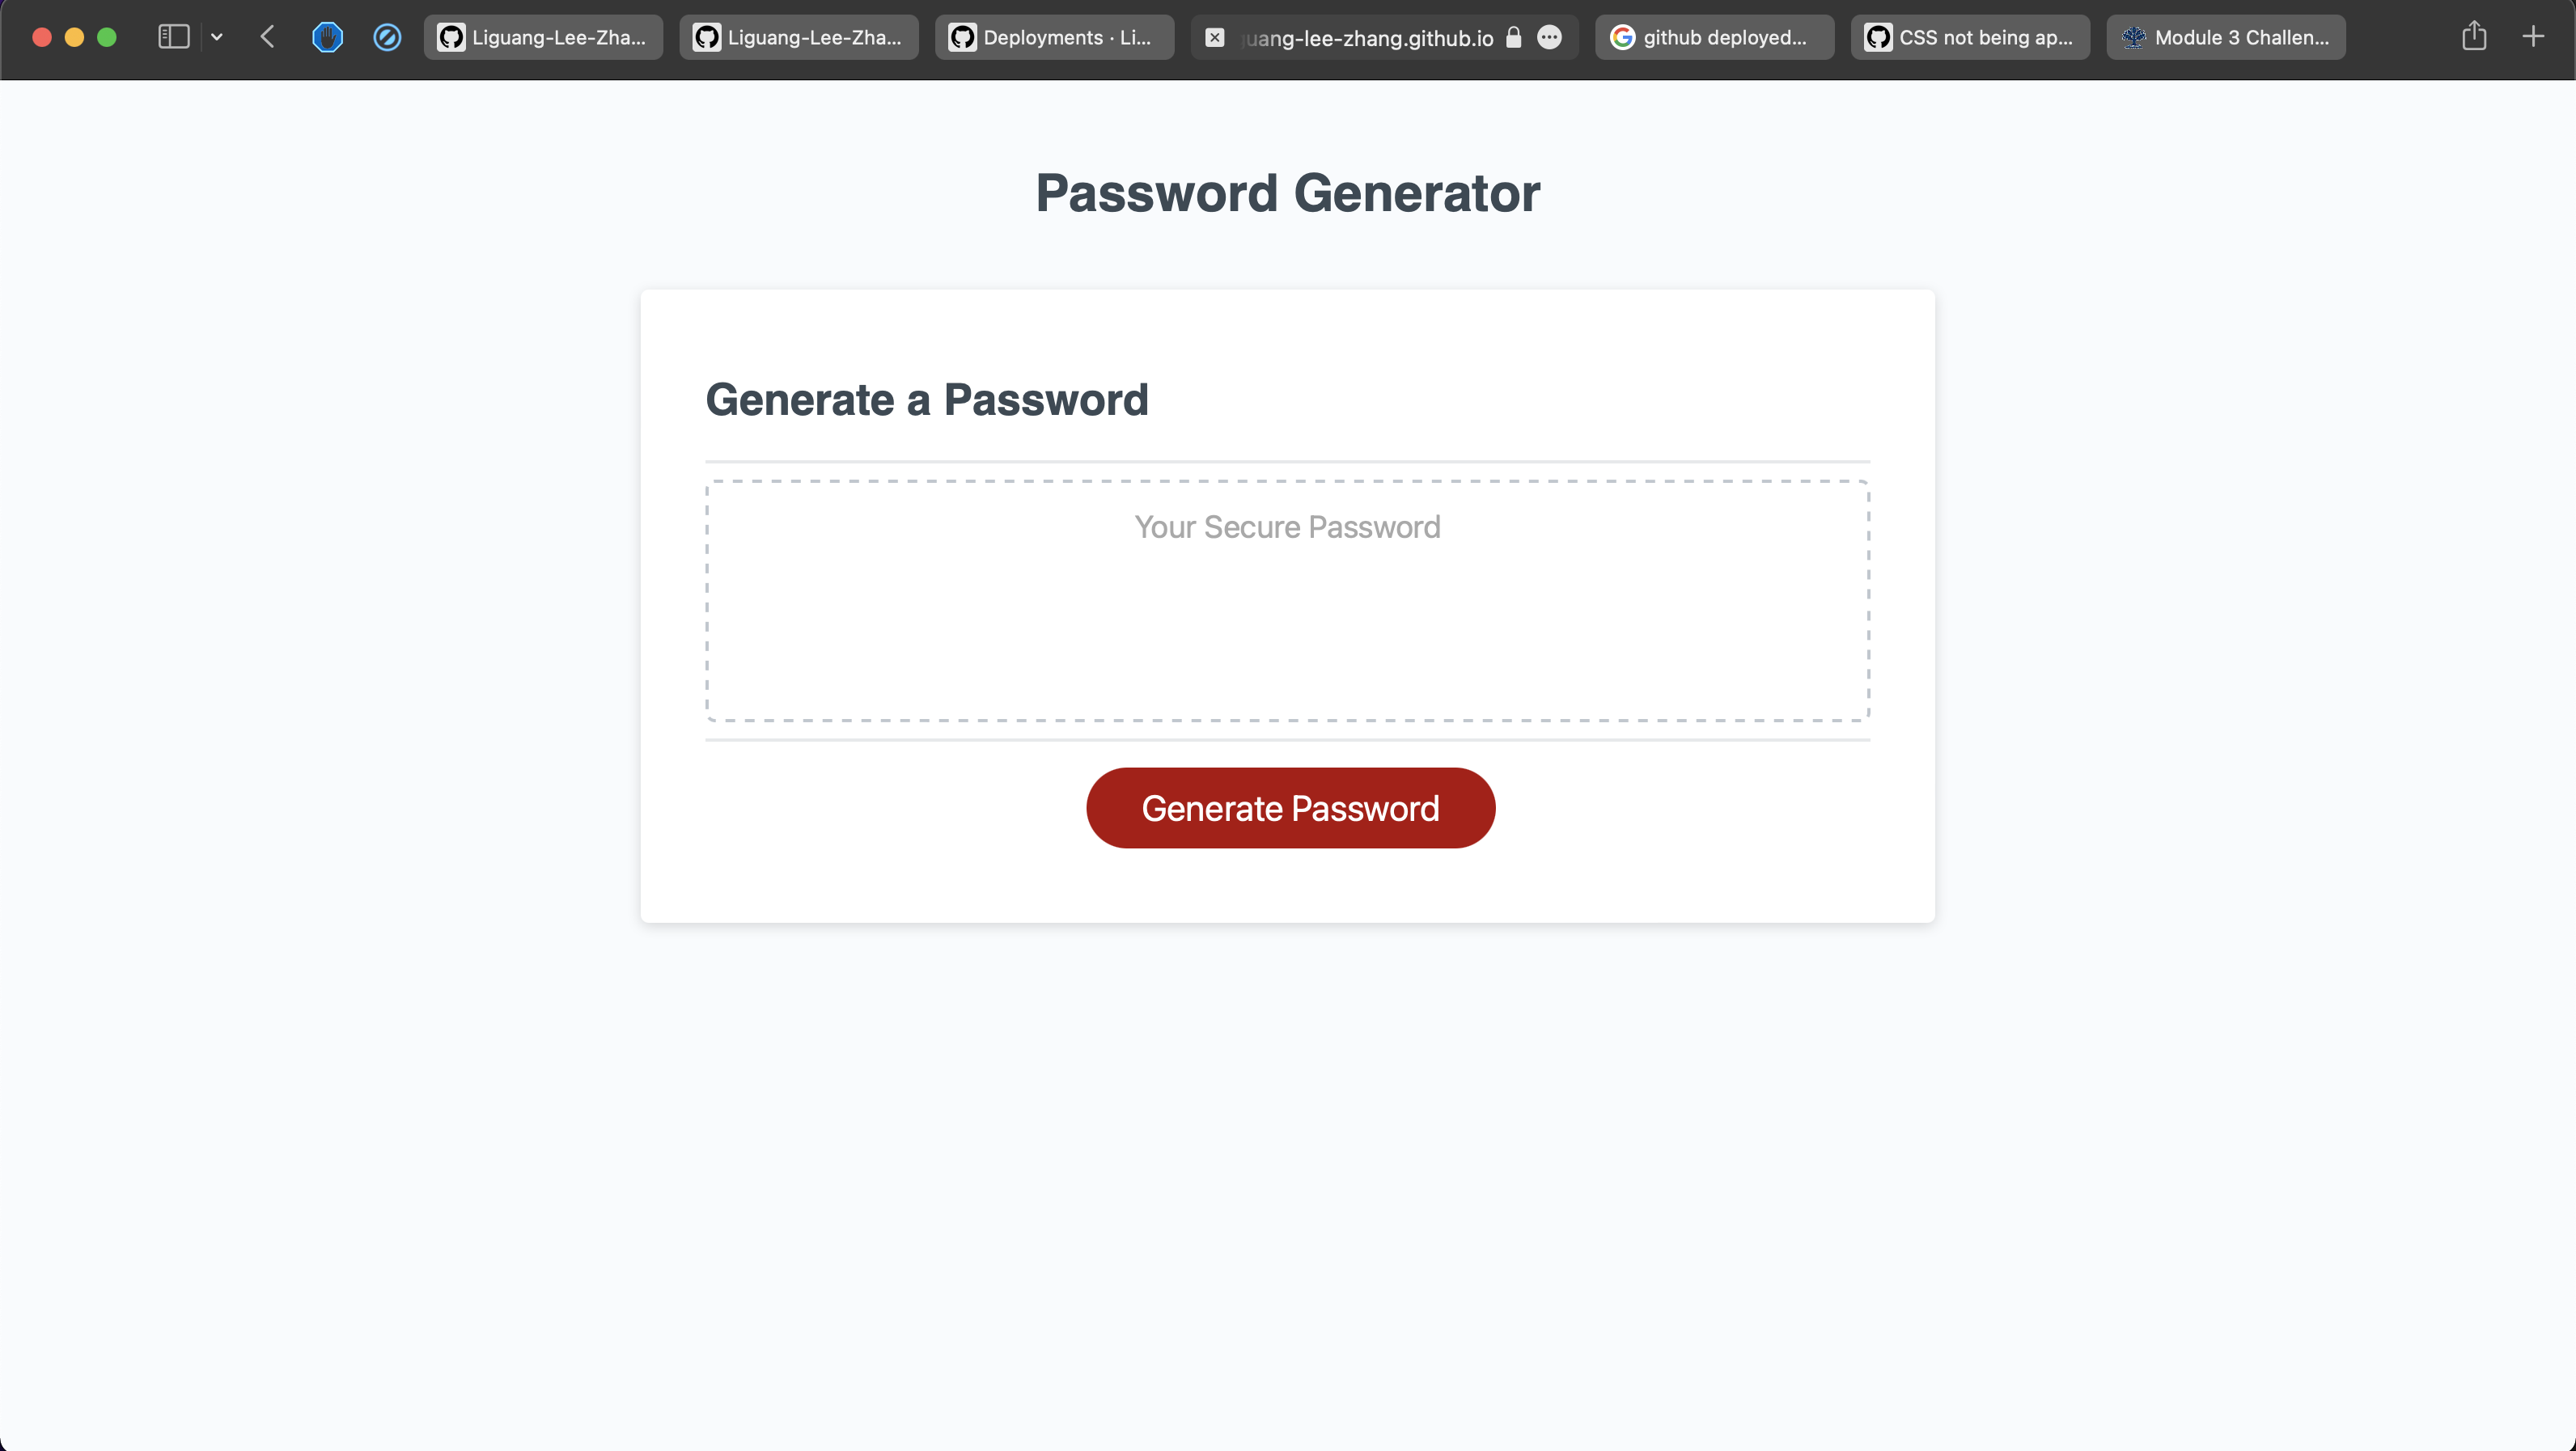 Liguang-Lee-Zha...
Liguang-Lee-Zha...
Deployments · Li...
uang-lee-zhang.github.io
github deployed...
CSS not being ap...
Module 3 Challen...
Password Generator
Generate a Password
Your Secure Password
Generate Password